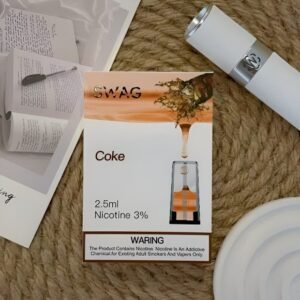 SWAG
Coke
2.5ml
Nicotine 3%
WARING
The Product Contains Nicotine Nicotine Is An Addictive
Chemical for Existing Adult Smokers And Vapers Only